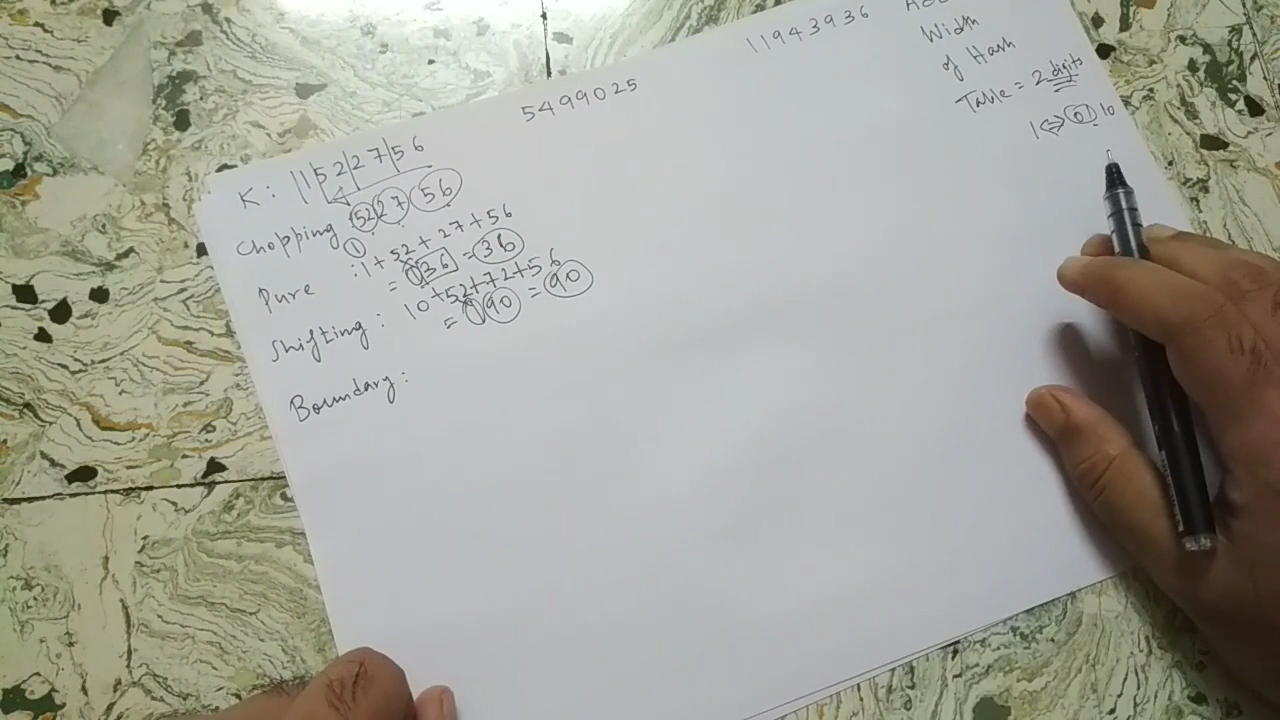 K: 1|52|27|56
5499025
11943936
Width
of Hash
Table = 2 digits
1 ⇔ 01, 10
Chopping: 1 52 27 56
Pure : 1 + 52 + 27 + 56
= 136 = 36
Shifting: 10 + 52 + 72 + 56
= 190 = 90
Boundary: